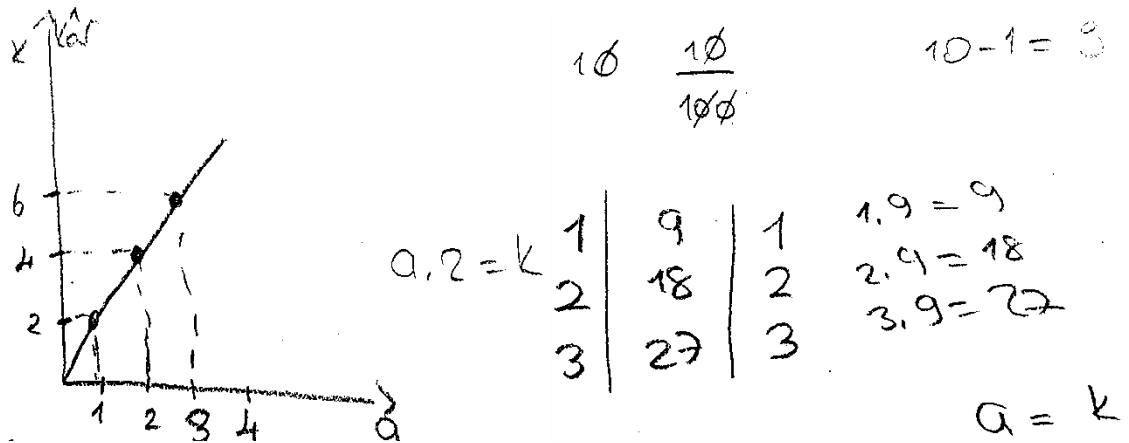 k kâr
6
4
2
1 2 3 4 a
a.2 = k
10 10/100 10-1 = 9
1 | 9 | 1
2 | 18 | 2
3 | 27 | 3
1.9 = 9
2.9 = 18
3.9 = 27
a = k